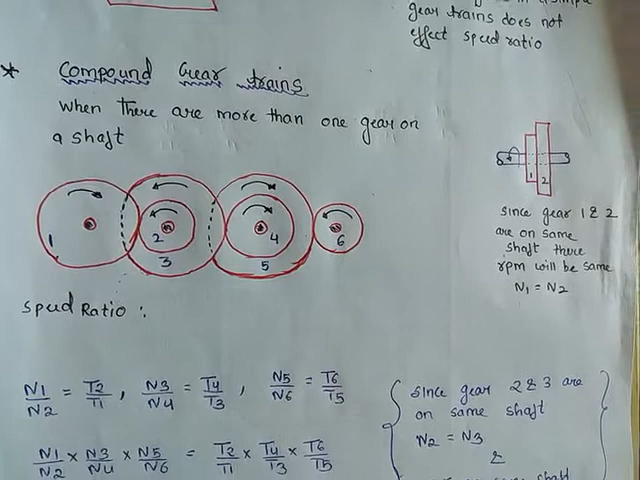 gear trains does not
effect speed ratio
* Compound Gear trains
when there are more than one gear on
a shaft
1
2
3
4
5
6
1 2
since gear 1 & 2
are on same
shaft there
rpm will be same
N1 = N2
Speed Ratio :
N1/N2 = T2/T1 , N3/N4 = T4/T3 , N5/N6 = T6/T5
N1/N2 × N3/N4 × N5/N6 = T2/T1 × T4/T3 × T6/T5
since gear 2 & 3 are
on same shaft
N2 = N3
&